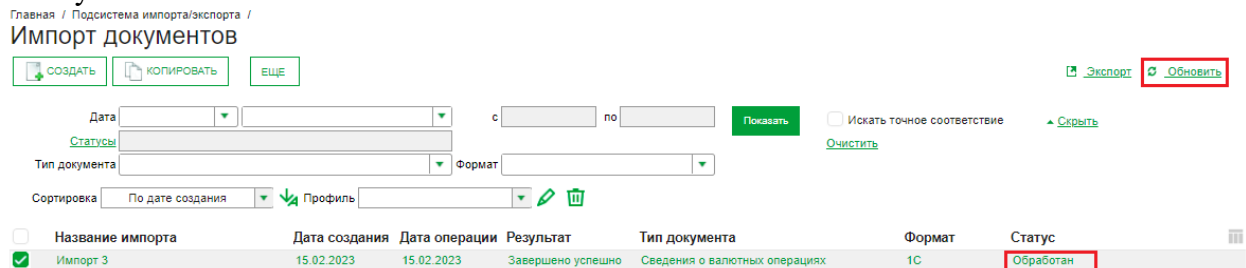 Главная / Подсистема импорта/экспорта /
Импорт документов
СОЗДАТЬ КОПИРОВАТЬ ЕЩЕ Экспорт Обновить
Дата с по Показать Искать точное соответствие Скрыть
Статусы Очистить
Тип документа Формат
Сортировка По дате создания Профиль
Название импорта Дата создания Дата операции Результат Тип документа Формат Статус
Импорт 3 15.02.2023 15.02.2023 Завершено успешно Сведения о валютных операциях 1С Обработан